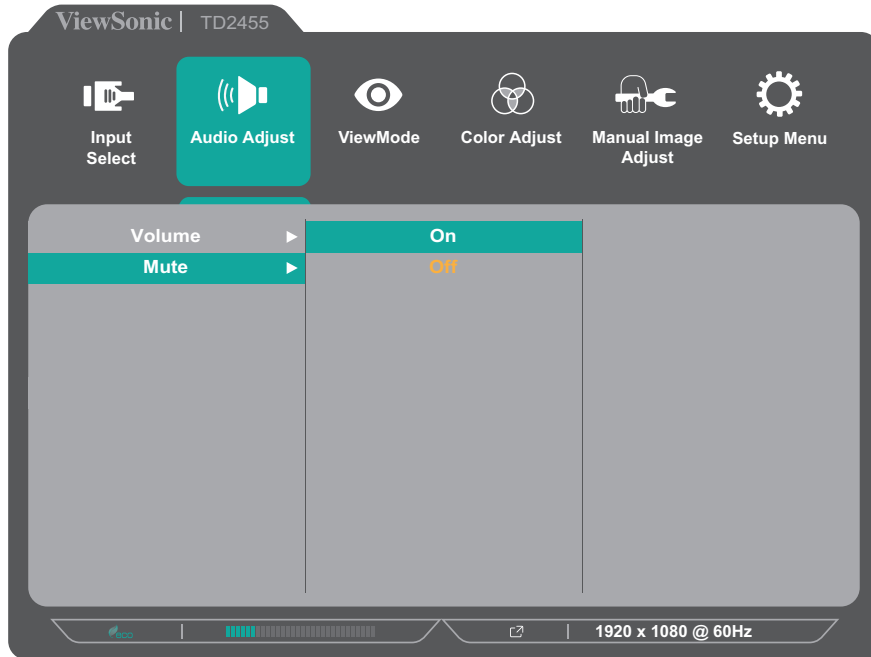 ViewSonic | TD2455
Input Select
Audio Adjust
ViewMode
Color Adjust
Manual Image Adjust
Setup Menu
Volume
On
Mute
Off
eco
1920 x 1080 @ 60Hz